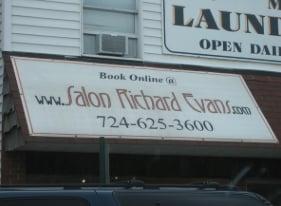 LAUN
OPEN DAI
Book Online @
www.Salon Richard Evans.com
724-625-3600